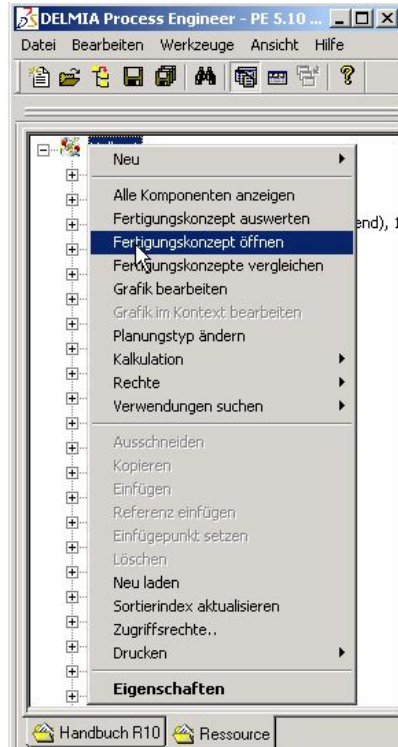 DELMIA Process Engineer - PE 5.10 ...
Datei Bearbeiten Werkzeuge Ansicht Hilfe
Neu
Alle Komponenten anzeigen
Fertigungskonzept auswerten
end), 1
Fertigungskonzept öffnen
Fertigungskonzepte vergleichen
Grafik bearbeiten
Grafik im Kontext bearbeiten
Planungstyp ändern
Kalkulation
Rechte
Verwendungen suchen
Ausschneiden
Kopieren
Einfügen
Referenz einfügen
Einfügepunkt setzen
Löschen
Neu laden
Sortierindex aktualisieren
Zugriffsrechte..
Drucken
Eigenschaften
Handbuch R10 Ressource